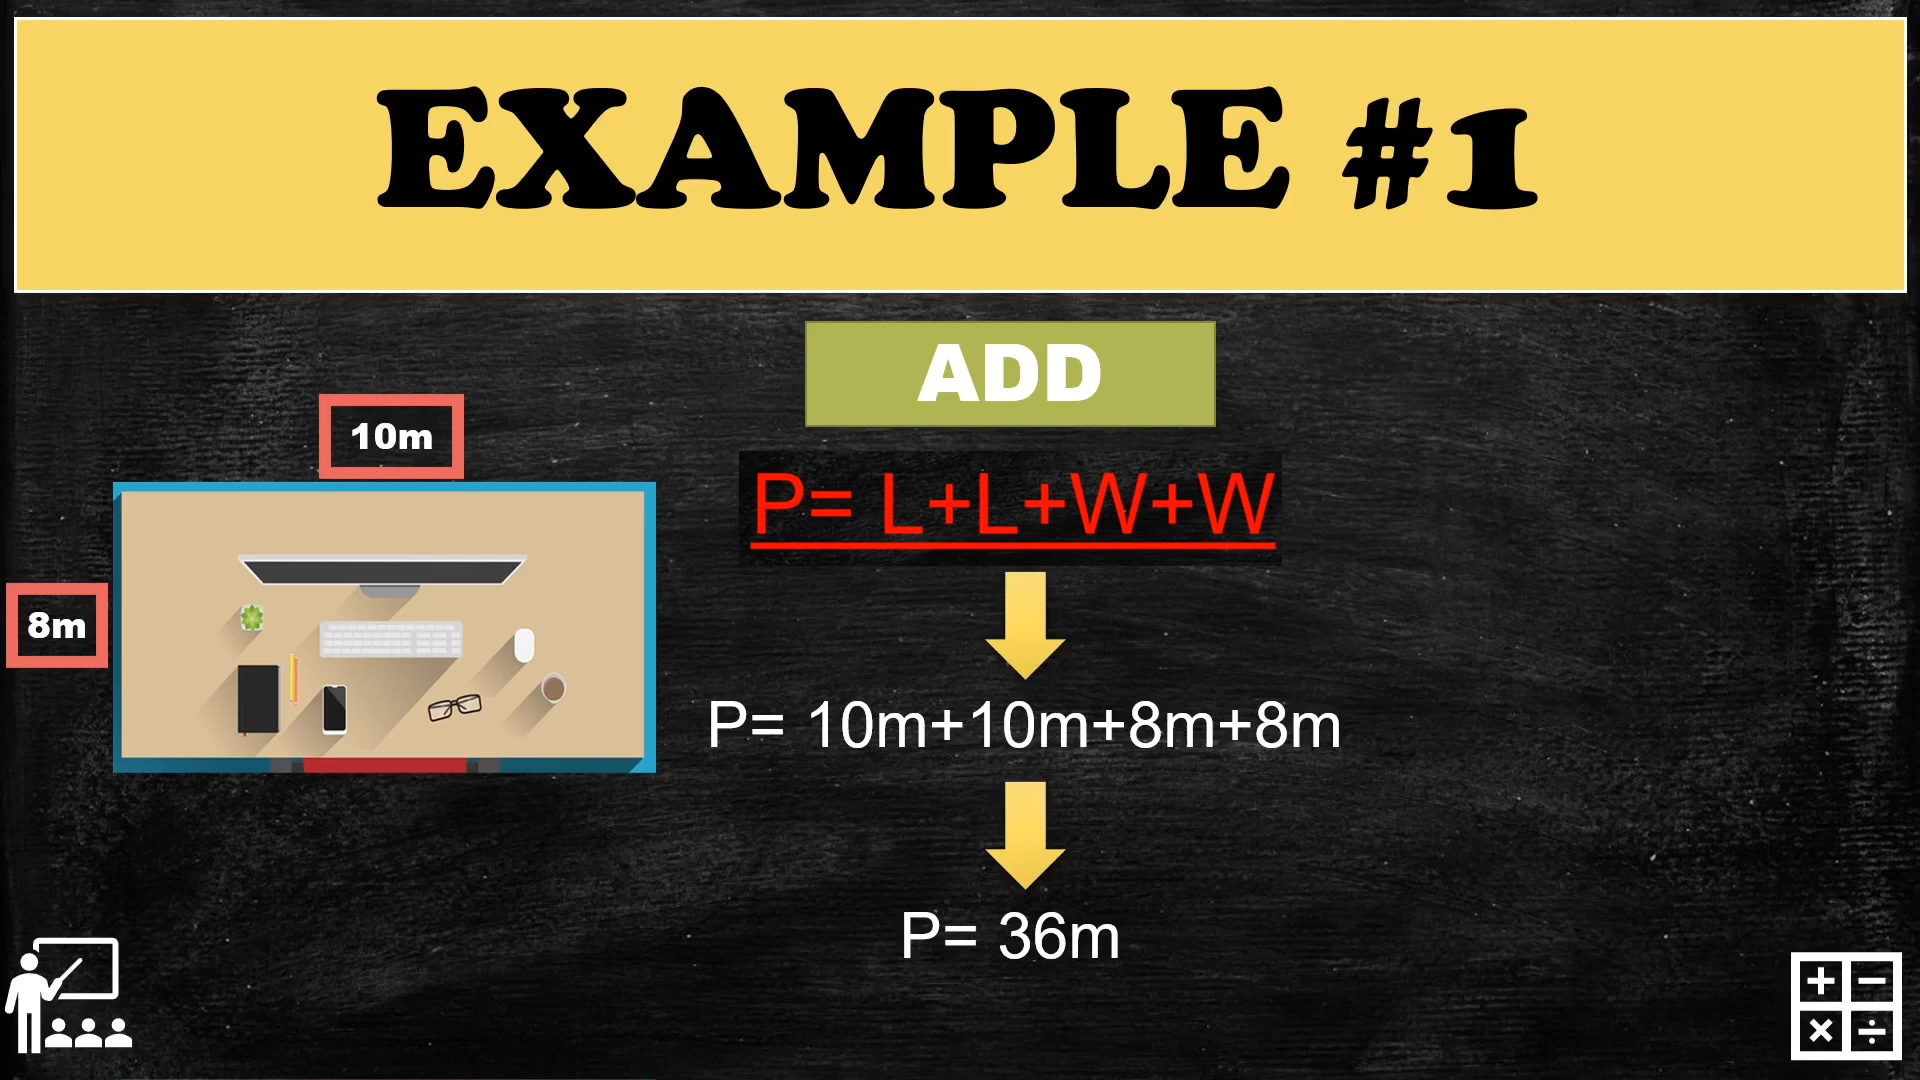 EXAMPLE #1
ADD
10m
P= L+L+W+W
8m
P= 10m+10m+8m+8m
P= 36m